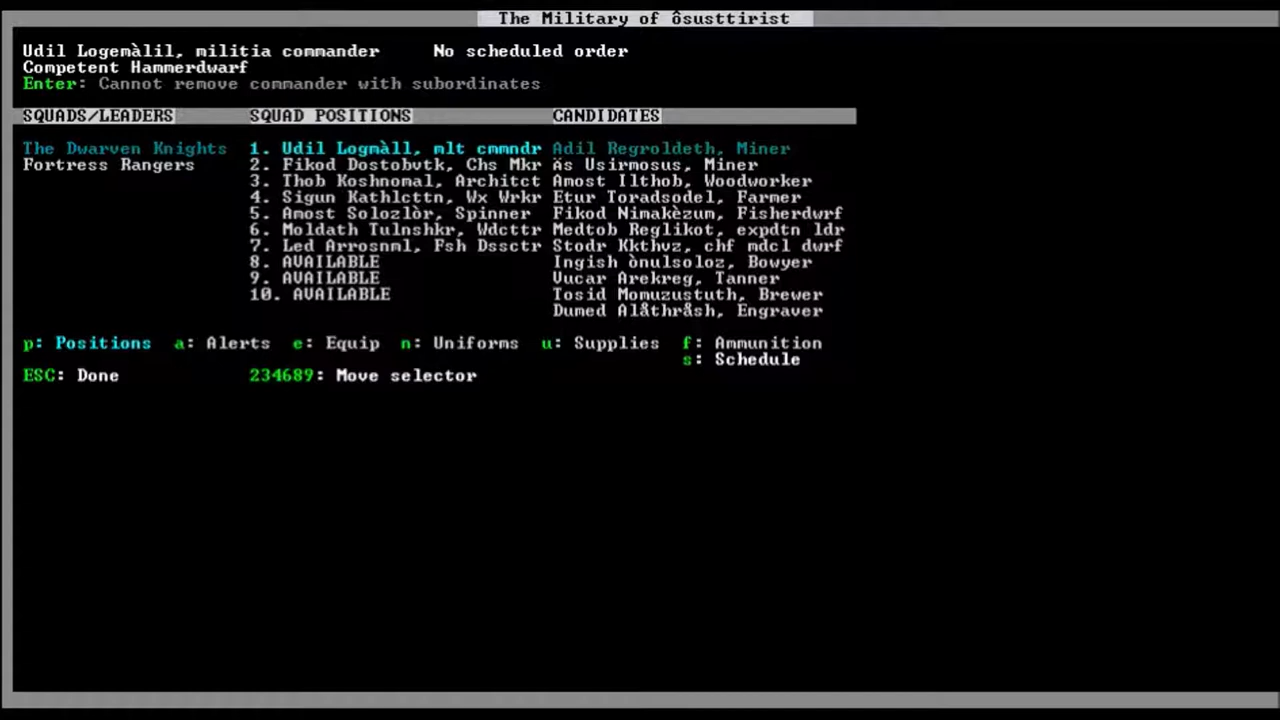 The Military of ôsusttirist
Udil Logemàlil, militia commander No scheduled order
Competent Hammerdwarf
Enter: Cannot remove commander with subordinates
SQUADS/LEADERS SQUAD POSITIONS CANDIDATES
The Dwarven Knights 1. Udil Logmàll, mlt cmmndr Adil Regroldeth, Miner
Fortress Rangers 2. Fikod Dostobvtk, Chs Mkr Äs Usirmosus, Miner
3. Thob Koshnomal, Architct Amost Ilthob, Woodworker
4. Sigun Kathlcttn, Wx Wrkr Etur Toradsodel, Farmer
5. Amost Solozlòr, Spinner Fikod Nimakèzum, Fisherdwrf
6. Moldath Tulnshkr, Wdcttr Medtob Reglikot, expdtn ldr
7. Led Arrosnml, Fsh Dssctr Stodr Kkthvz, chf mdcl dwrf
8. AVAILABLE Ingish ònulsoloz, Bowyer
9. AVAILABLE Vucar Arekreg, Tanner
10. AVAILABLE Tosid Momuzustuth, Brewer
Dumed Alåthråsh, Engraver
p: Positions a: Alerts e: Equip n: Uniforms u: Supplies f: Ammunition
s: Schedule
ESC: Done 234689: Move selector